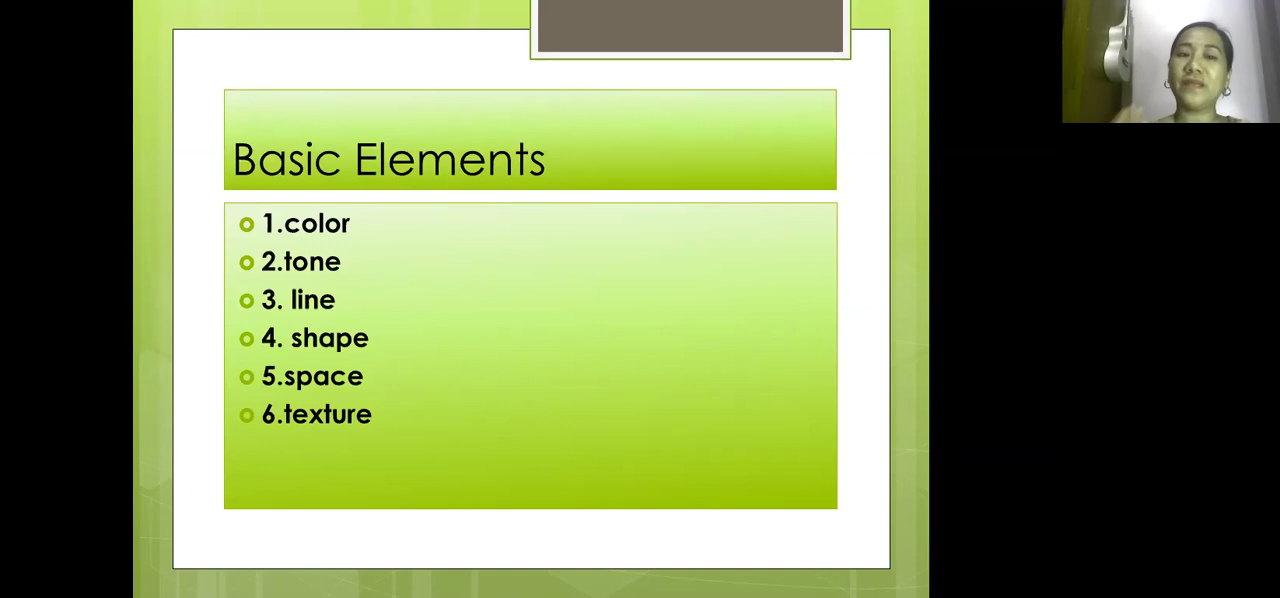 Basic Elements
1.color
2.tone
3. line
4. shape
5.space
6.texture